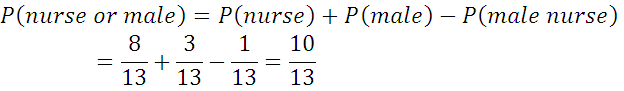 P(nurse or male) = P(nurse) + P(male) − P(male nurse)
= 8/13 + 3/13 − 1/13 = 10/13